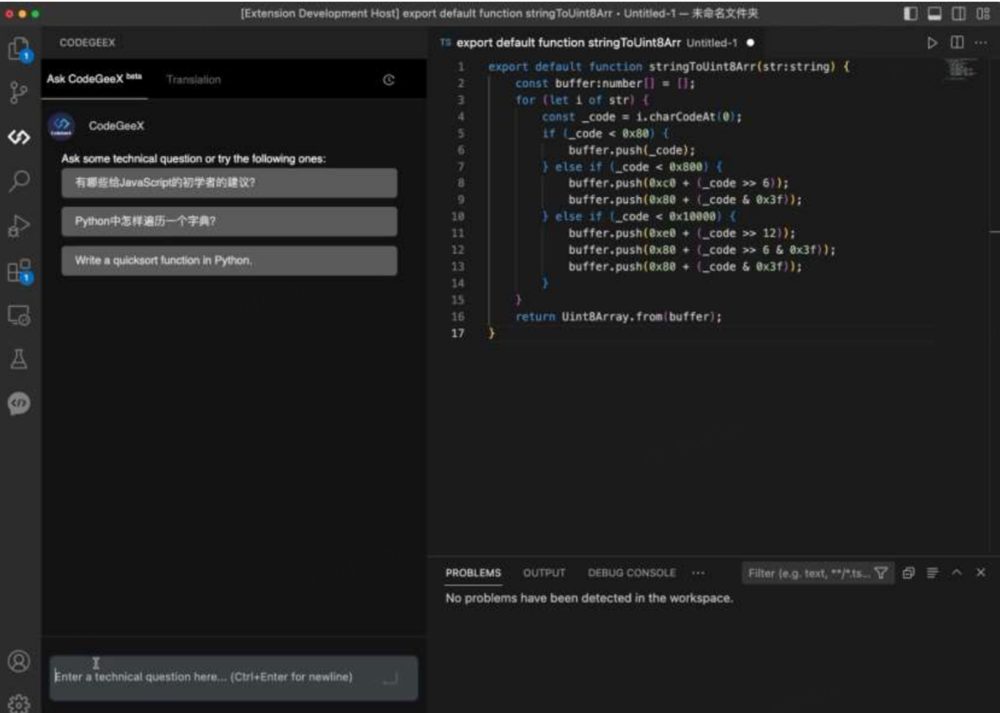 [Extension Development Host] export default function stringToUint8Arr • Untitled-1 — 未命名文件夹
CODEGEEX
Ask CodeGeeX beta Translation
CodeGeeX
Ask some technical question or try the following ones:
有哪些给JavaScript的初学者的建议?
Python中怎样遍历一个字典?
Write a quicksort function in Python.
Enter a technical question here... (Ctrl+Enter for newline)
TS export default function stringToUint8Arr Untitled-1 ●
1 export default function stringToUint8Arr(str:string) {
2 const buffer:number[] = [];
3 for (let i of str) {
4 const _code = i.charCodeAt(0);
5 if (_code < 0x80) {
6 buffer.push(_code);
7 } else if (_code < 0x800) {
8 buffer.push(0xc0 + (_code >> 6));
9 buffer.push(0x80 + (_code & 0x3f));
10 } else if (_code < 0x10000) {
11 buffer.push(0xe0 + (_code >> 12));
12 buffer.push(0x80 + (_code >> 6 & 0x3f));
13 buffer.push(0x80 + (_code & 0x3f));
14 }
15 }
16 return Uint8Array.from(buffer);
17 }
PROBLEMS OUTPUT DEBUG CONSOLE ··· Filter (e.g. text, **/*.ts...
No problems have been detected in the workspace.
1
1